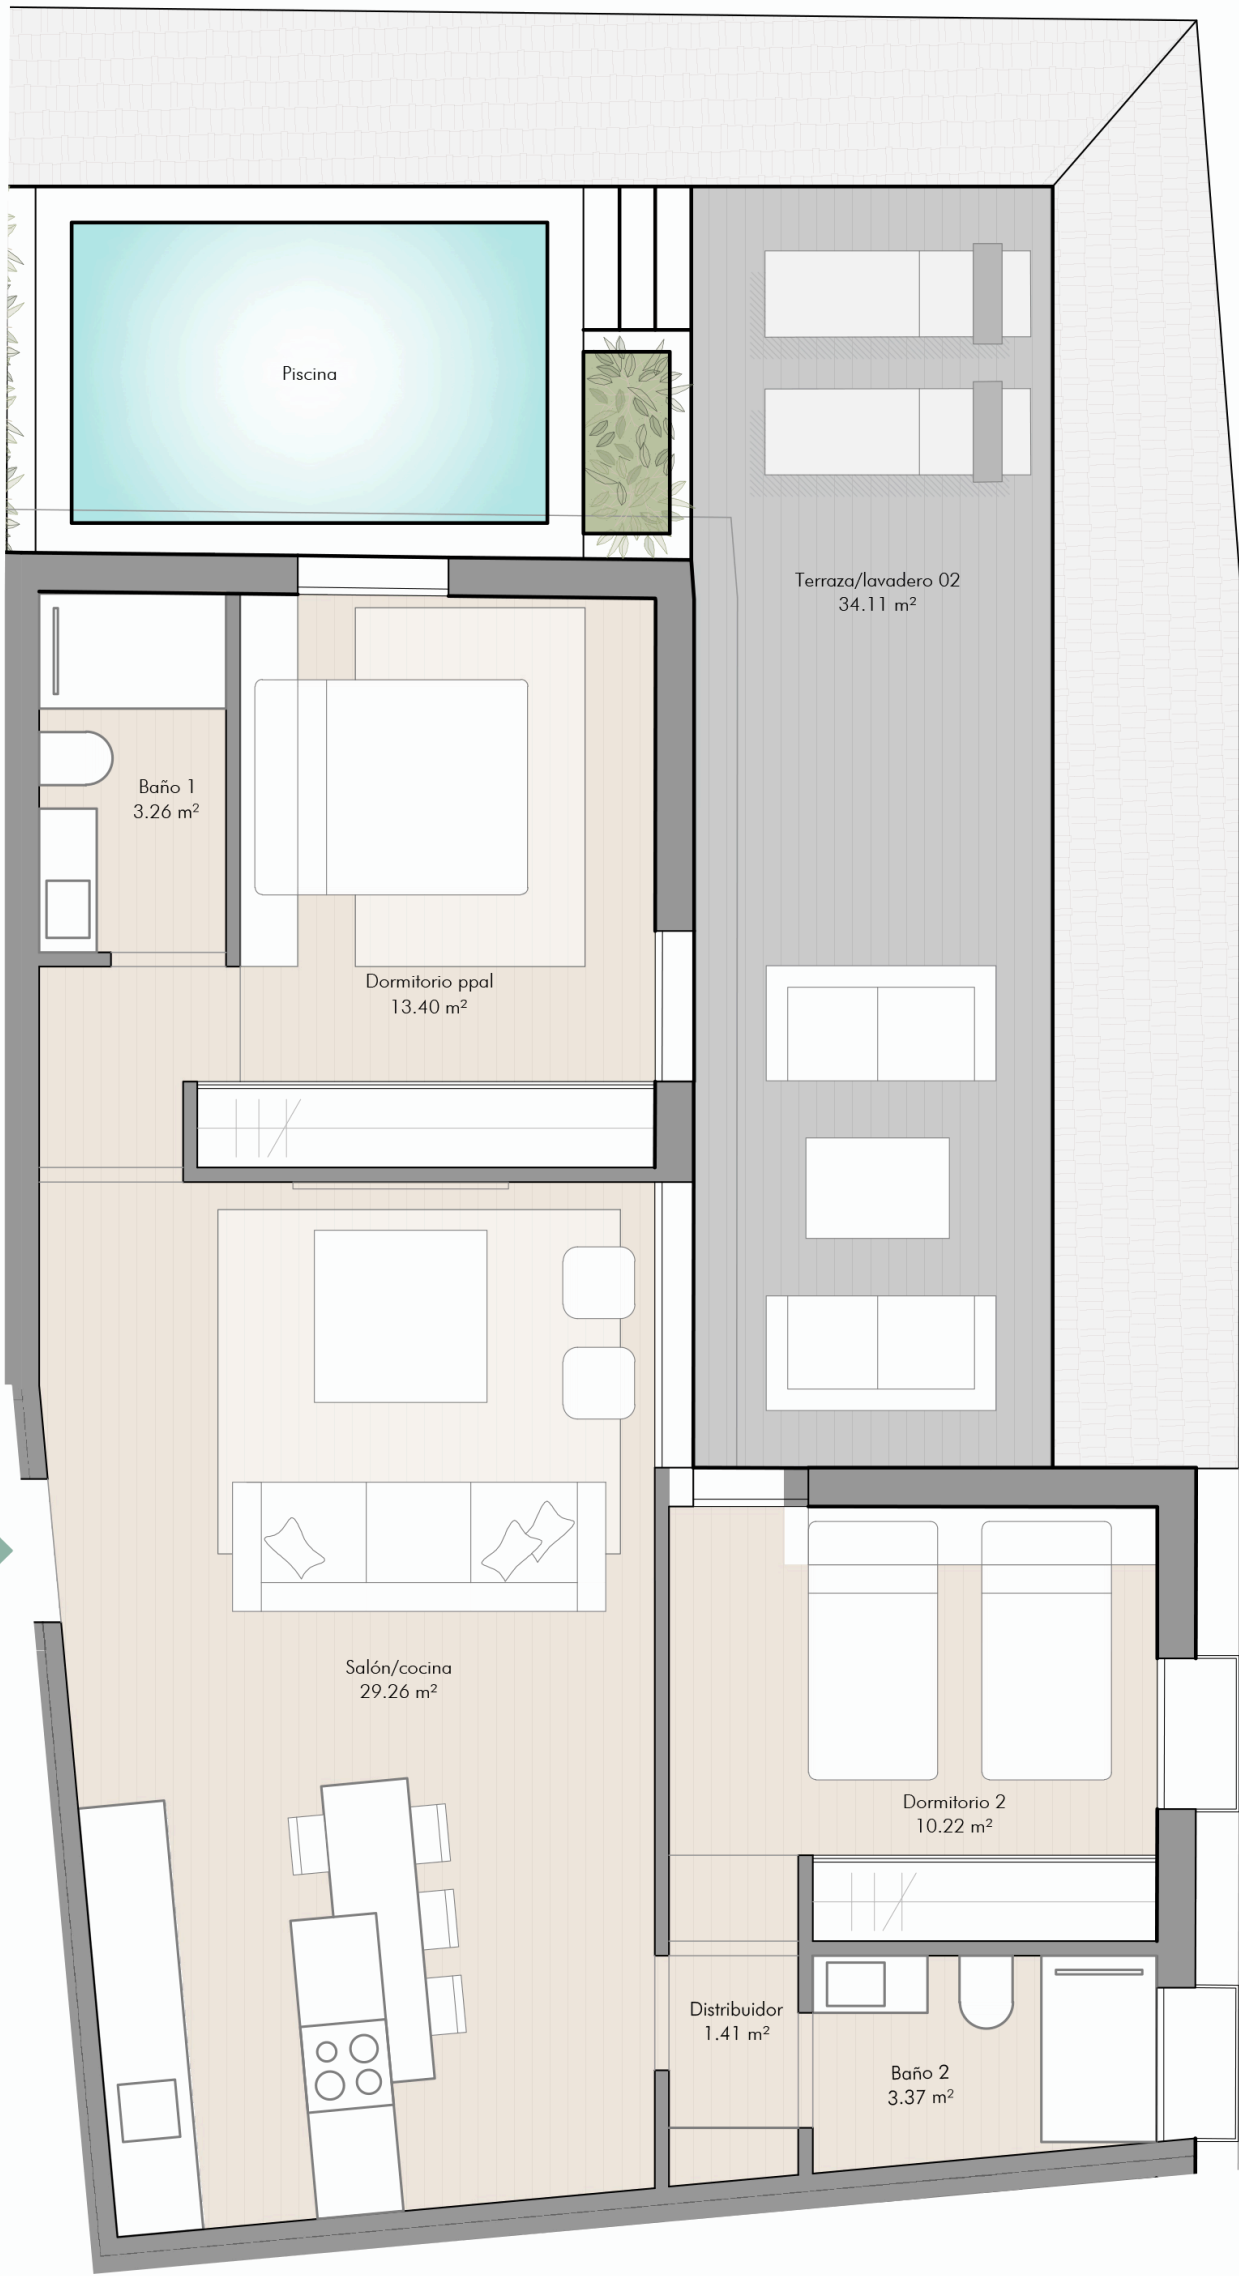 Piscina
Terraza/lavadero 02
34.11 m²
Baño 1
3.26 m²
Dormitorio ppal
13.40 m²
Salón/cocina
29.26 m²
Dormitorio 2
10.22 m²
Distribuidor
1.41 m²
Baño 2
3.37 m²